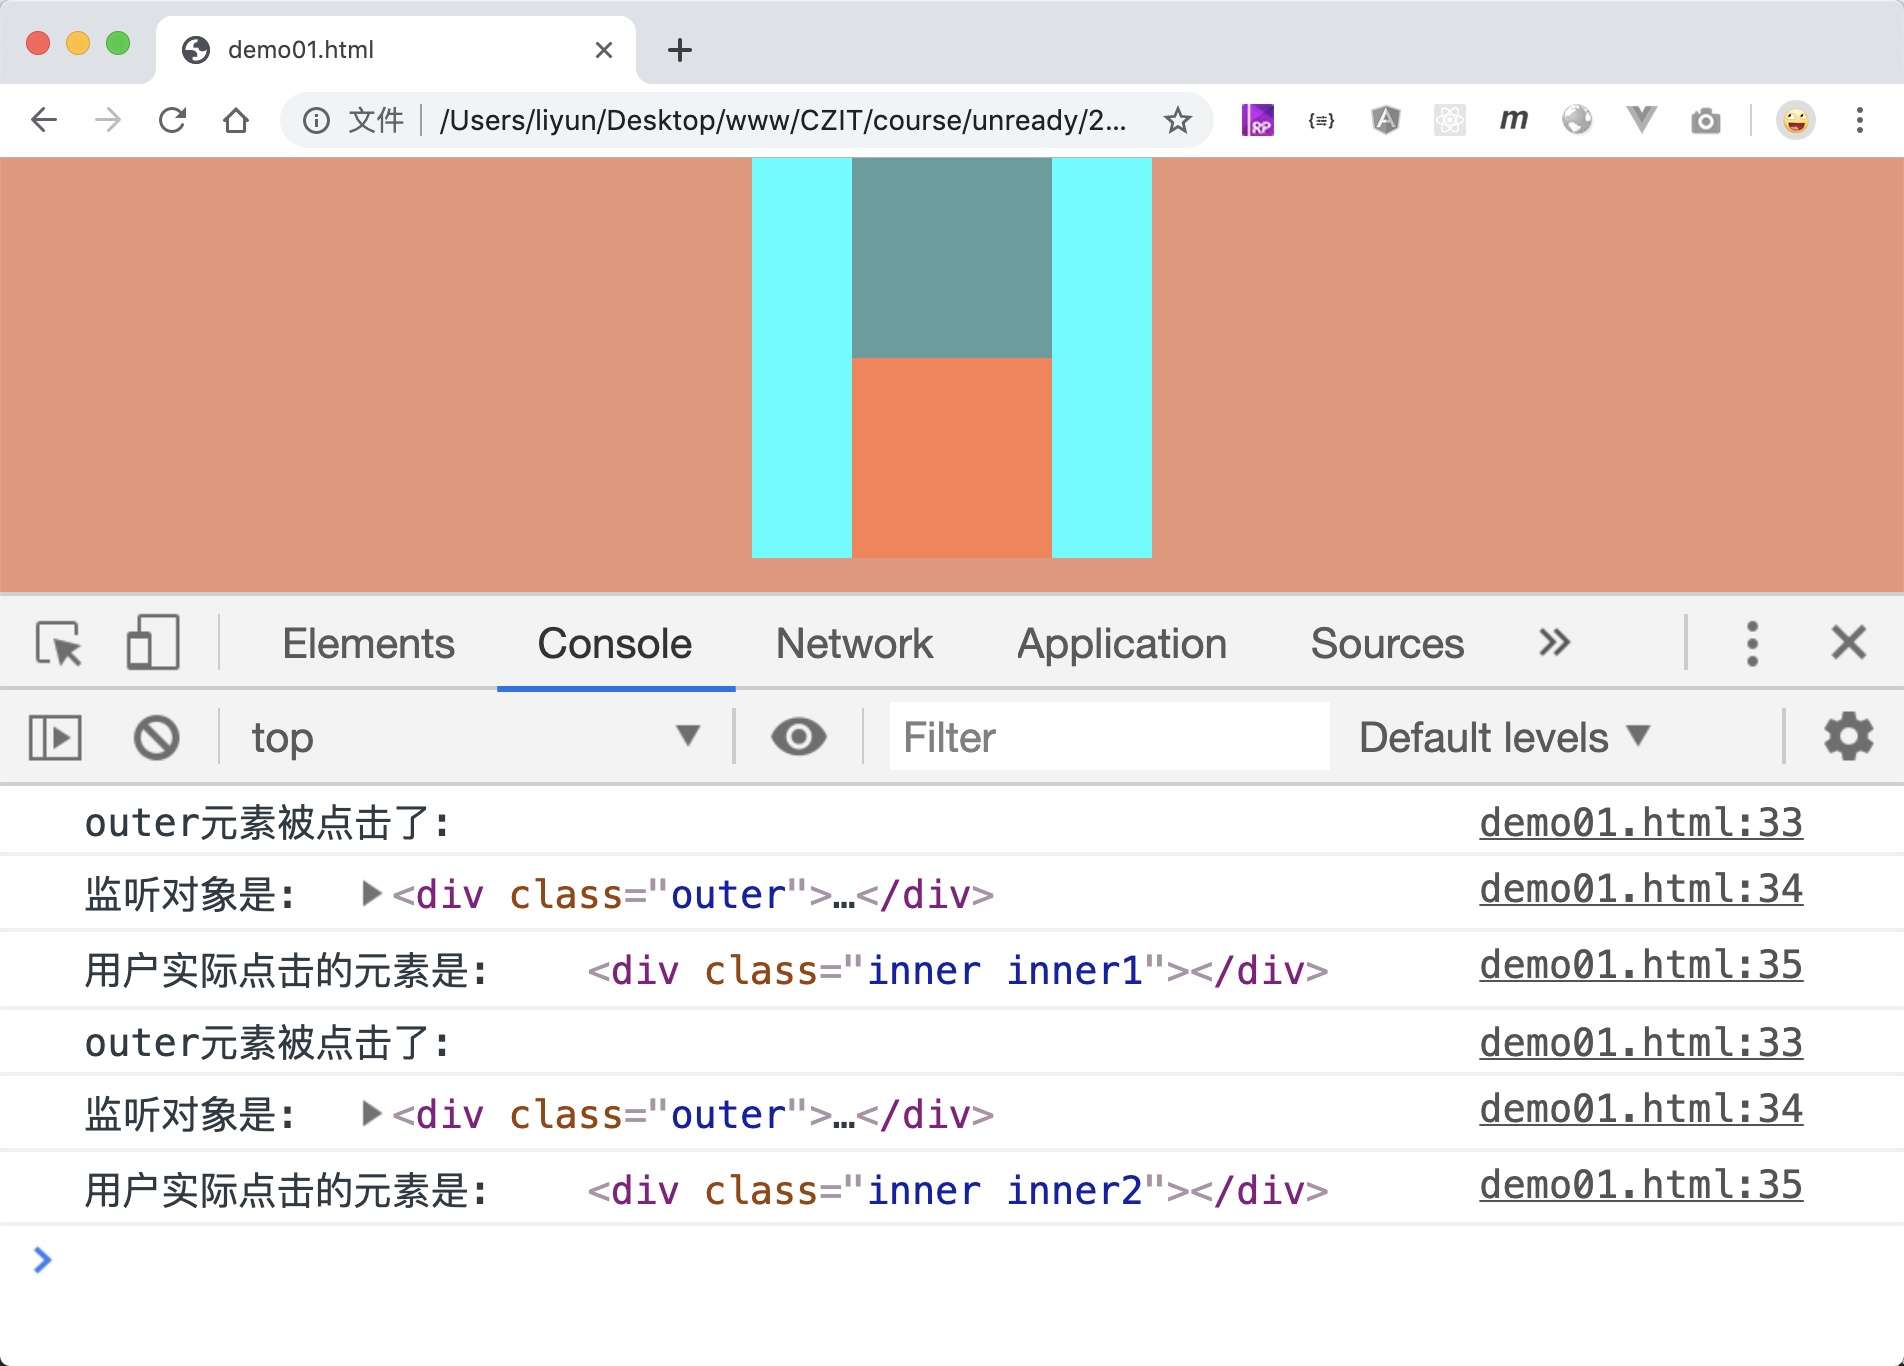 demo01.html
文件 /Users/liyun/Desktop/www/CZIT/course/unready/2...
RP {≡} A m
Elements Console Network Application Sources
top Filter Default levels
outer元素被点击了: demo01.html:33
监听对象是: <div class="outer">…</div> demo01.html:34
用户实际点击的元素是: <div class="inner inner1"></div> demo01.html:35
outer元素被点击了: demo01.html:33
监听对象是: <div class="outer">…</div> demo01.html:34
用户实际点击的元素是: <div class="inner inner2"></div> demo01.html:35